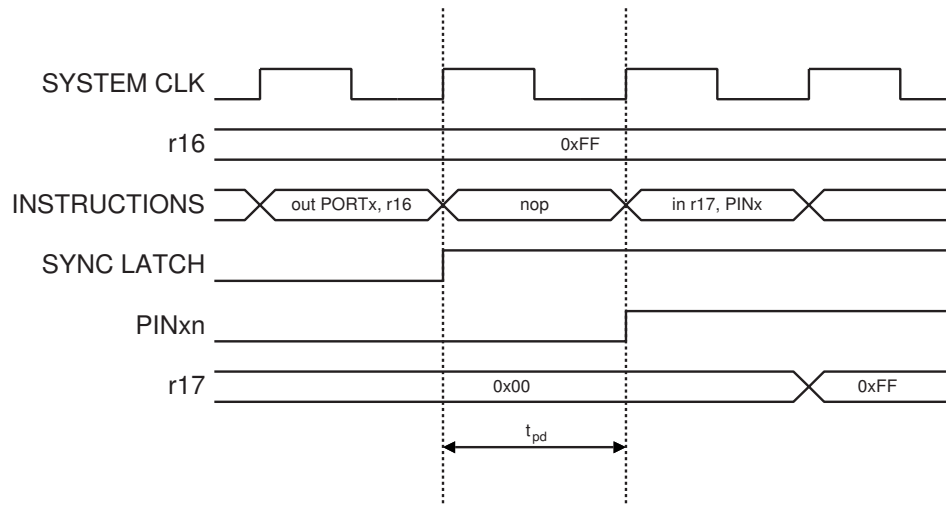 SYSTEM CLK
r16
0xFF
INSTRUCTIONS
out PORTx, r16
nop
in r17, PINx
SYNC LATCH
PINxn
r17
0x00
0xFF
tpd